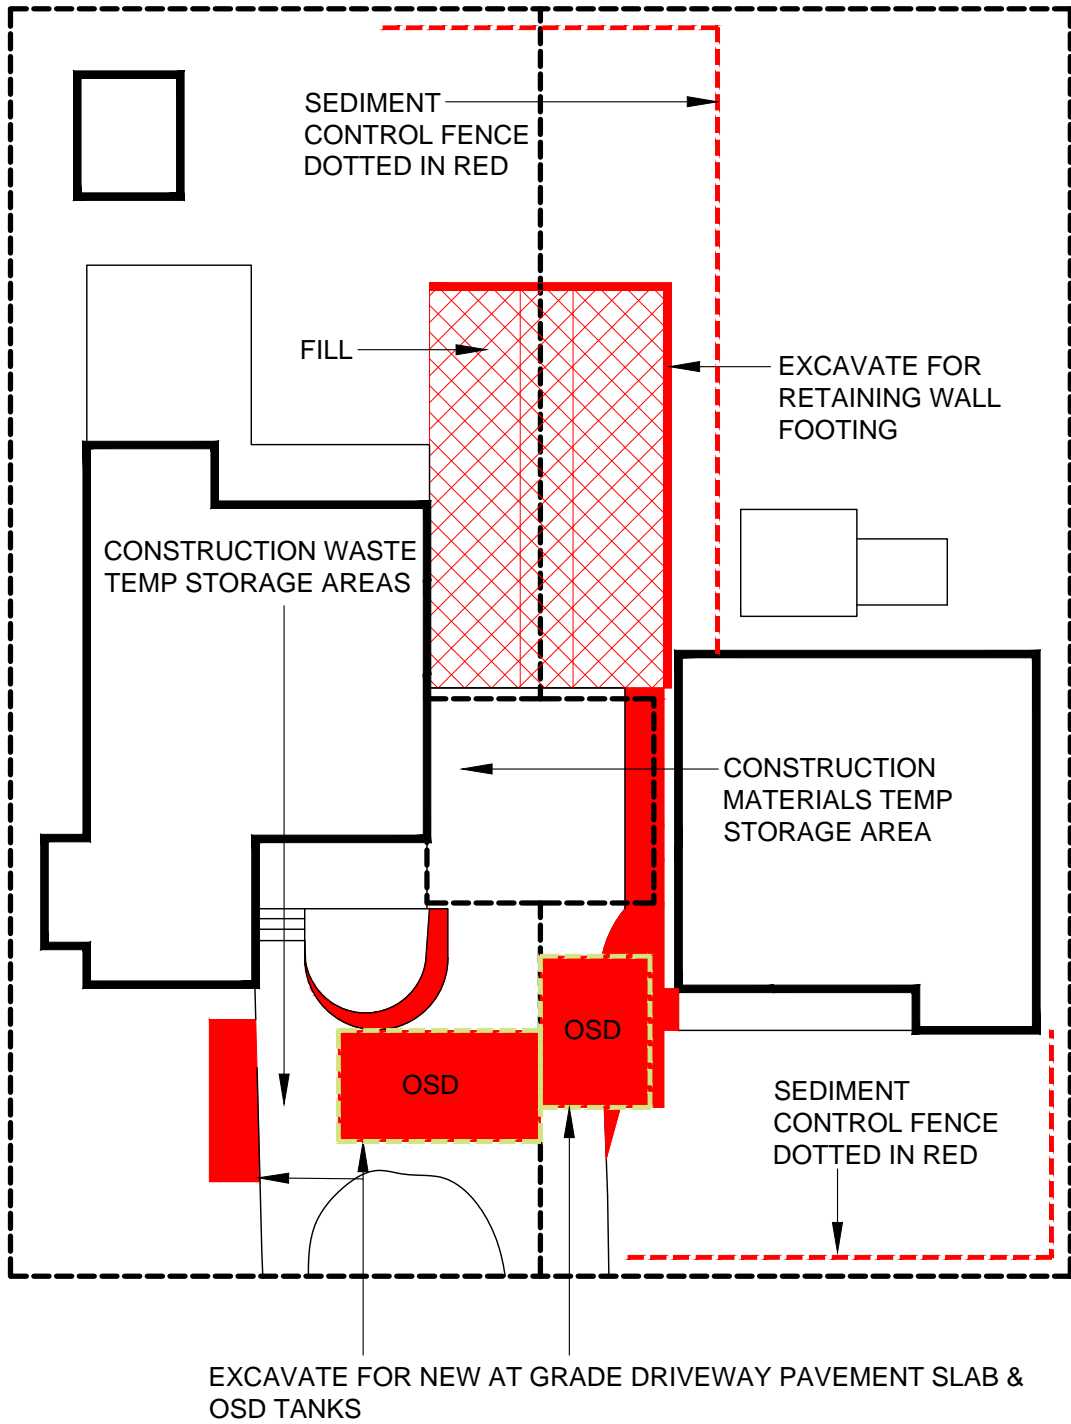 SEDIMENT
CONTROL FENCE
DOTTED IN RED
FILL
EXCAVATE FOR
RETAINING WALL
FOOTING
CONSTRUCTION WASTE
TEMP STORAGE AREAS
CONSTRUCTION
MATERIALS TEMP
STORAGE AREA
OSD
OSD
SEDIMENT
CONTROL FENCE
DOTTED IN RED
EXCAVATE FOR NEW AT GRADE DRIVEWAY PAVEMENT SLAB &
OSD TANKS